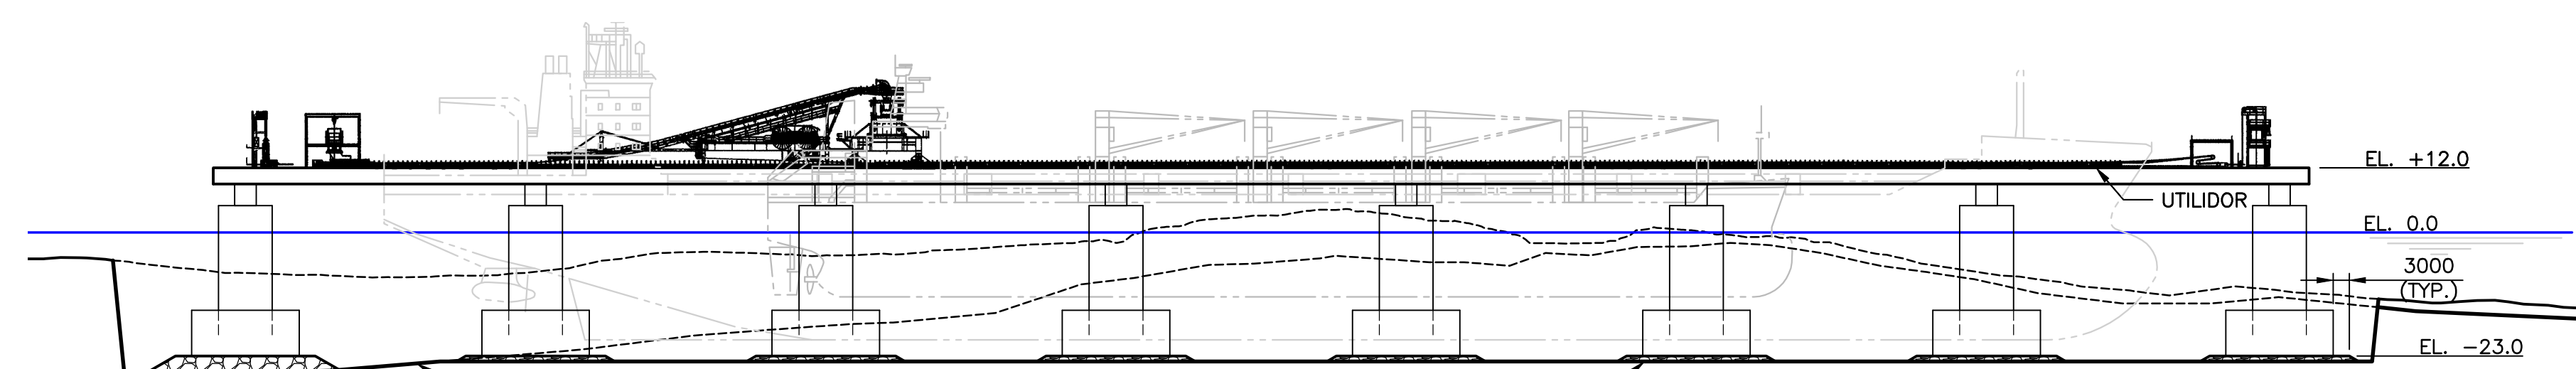 EL. +12.0
UTILIDOR
EL. 0.0
3000
(TYP.)
EL. -23.0